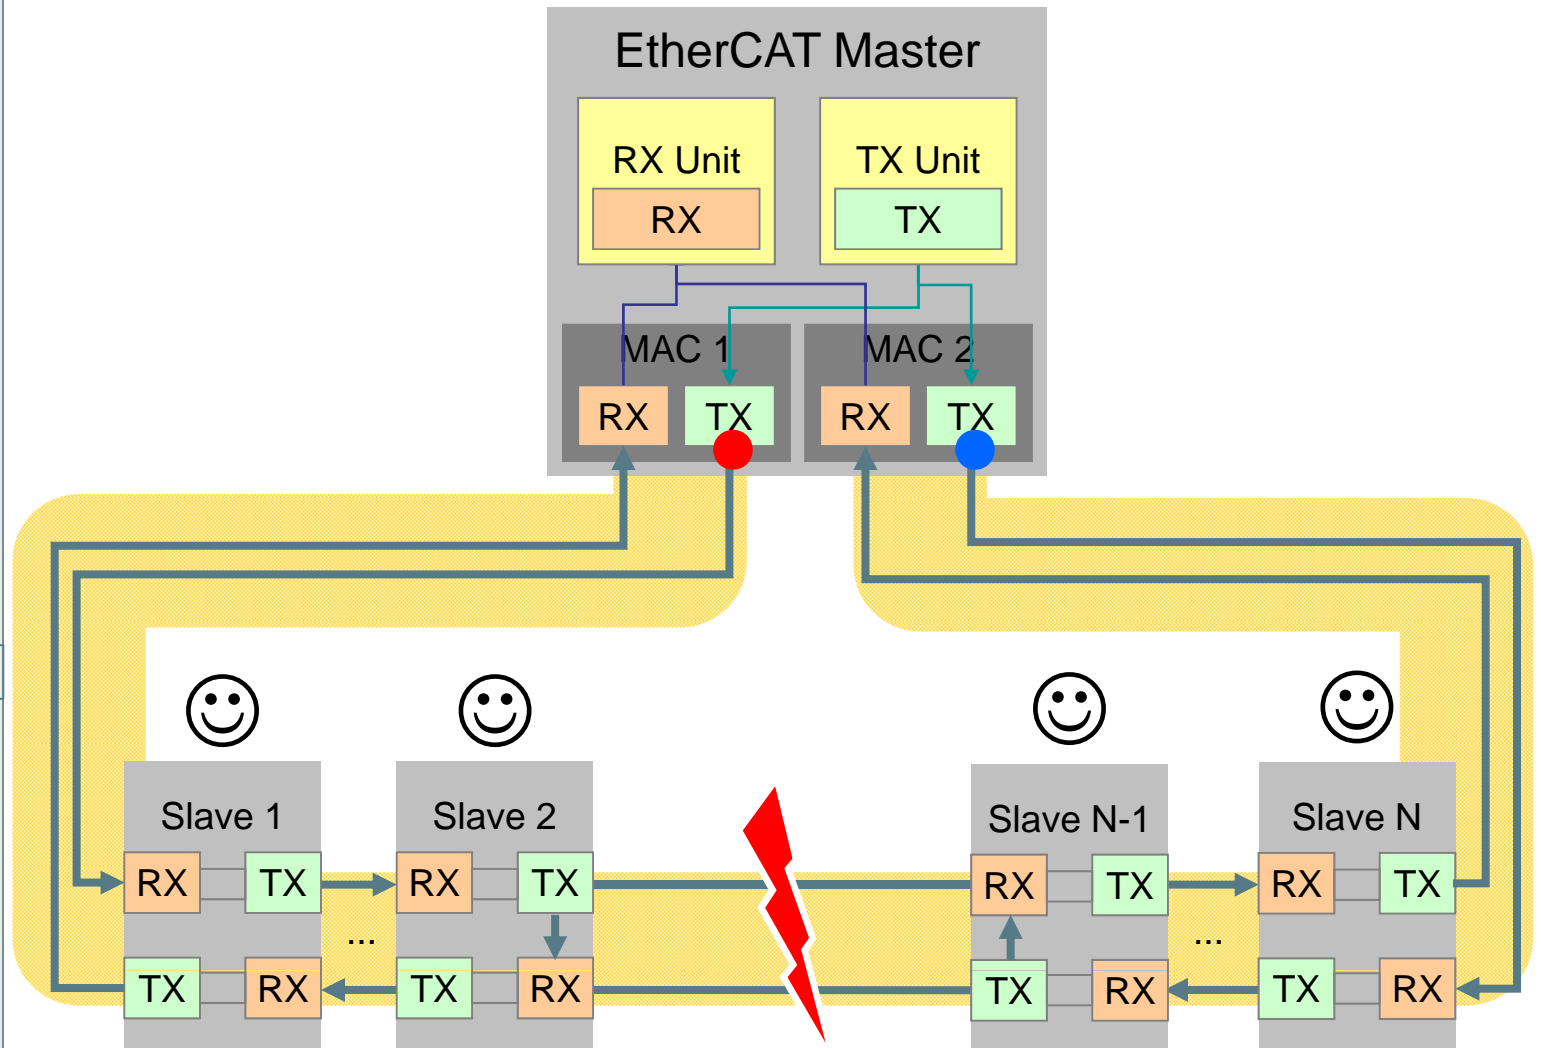 EtherCAT Master
RX Unit
TX Unit
RX
TX
MAC 1
MAC 2
RX
TX
RX
TX
Slave 1
Slave 2
Slave N-1
Slave N
RX
TX
RX
TX
RX
TX
RX
TX
...
...
TX
RX
TX
RX
TX
RX
TX
RX